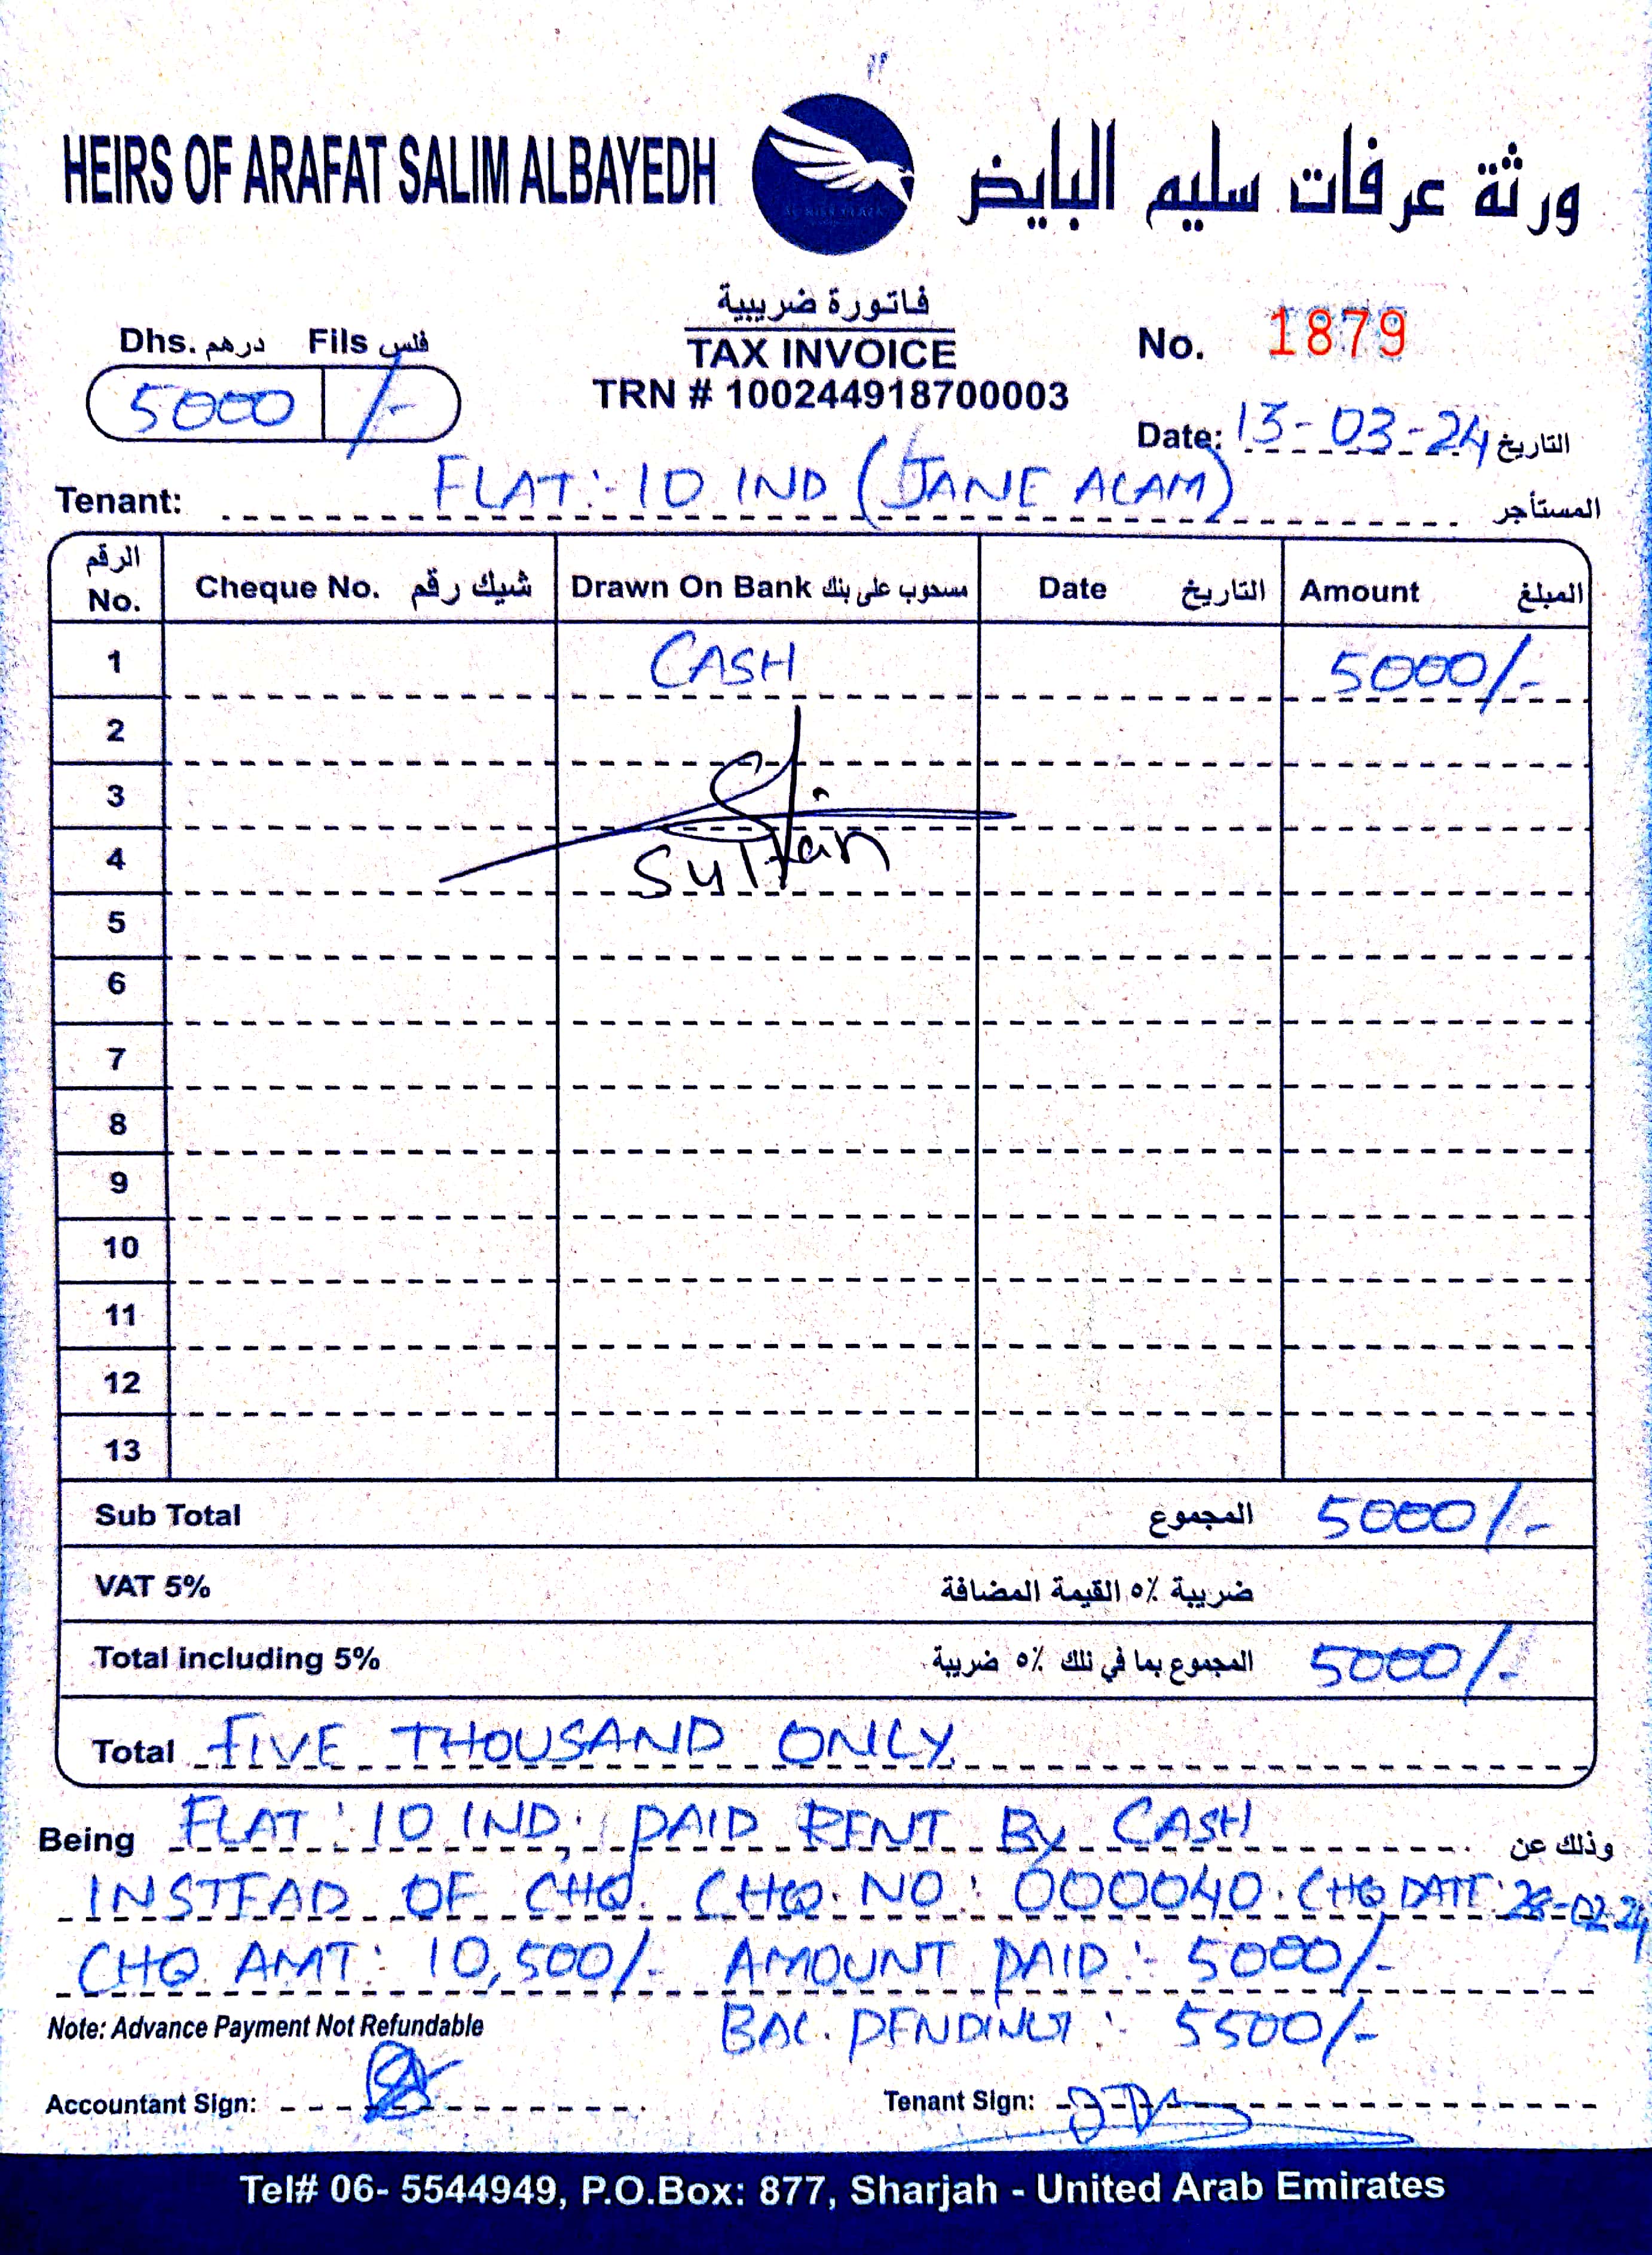 HEIRS OF ARAFAT SALIM ALBAYEDH ورثة عرفات سليم البايض
فاتورة ضريبية
Dhs. درهم Fils فلس TAX INVOICE No. 1879
5000 /- TRN # 100244918700003
Date: 13-03-24 التاريخ
Tenant: FLAT:- 10 IND (JANE ALAM) المستأجر
الرقم No. Cheque No. شيك رقم Drawn On Bank مسحوب على بنك Date التاريخ Amount المبلغ
1 CASH 5000/-
2
3
4 Sultan
5
6
7
8
9
10
11
12
13
Sub Total المجموع 5000/-
VAT 5% ضريبة ٥٪ القيمة المضافة
Total including 5% المجموع بما في ذلك ٥٪ ضريبة 5000/-
Total FIVE THOUSAND ONLY.
Being FLAT: 10 IND, PAID RENT By CASH وذلك عن
INSTEAD OF CHQ. CHQ. NO: 000040. CHQ DATE: 28-02-24
CHQ. AMT: 10,500/- AMOUNT PAID:- 5000/-
Note: Advance Payment Not Refundable BAL. PENDING:- 5500/-
Accountant Sign: Tenant Sign:
Tel# 06- 5544949, P.O.Box: 877, Sharjah - United Arab Emirates